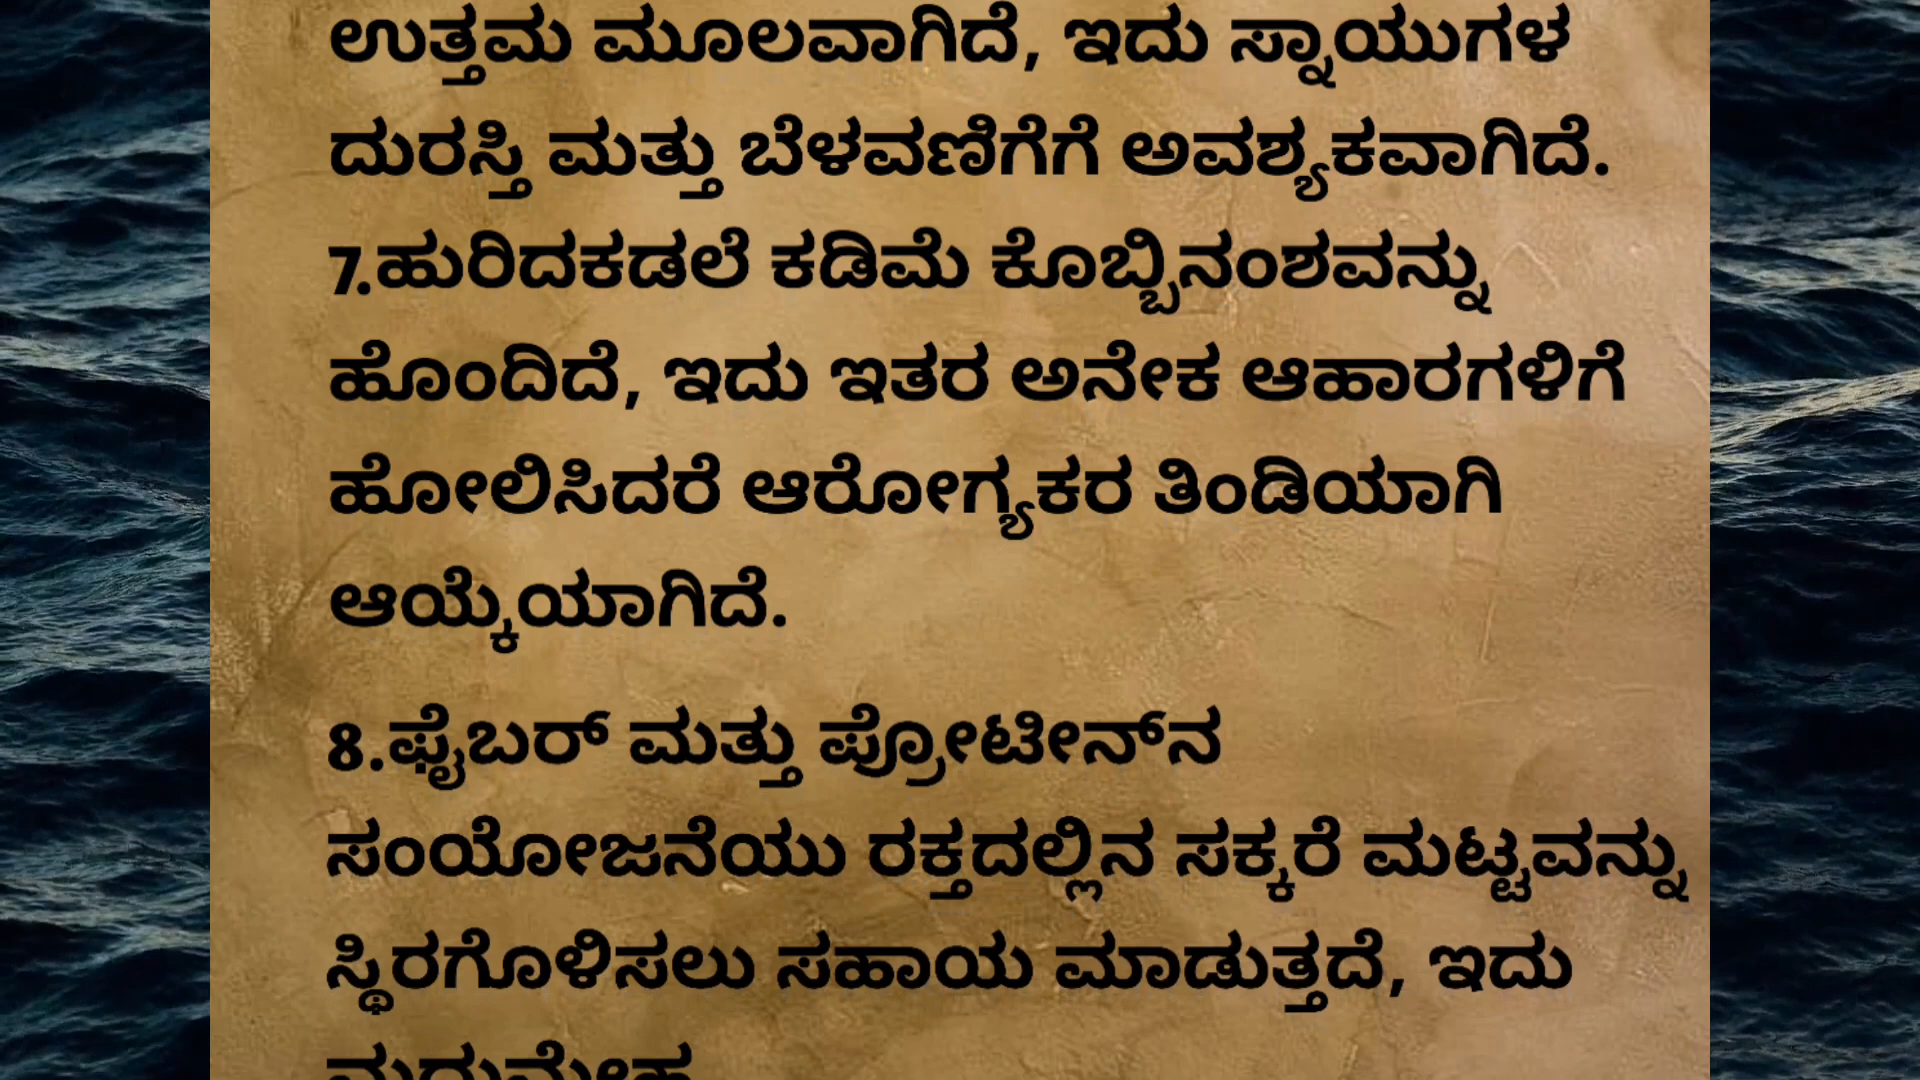 ಉತ್ತಮ ಮೂಲವಾಗಿದೆ, ಇದು ಸ್ನಾಯುಗಳ
ದುರಸ್ತಿ ಮತ್ತು ಬೆಳವಣಿಗೆಗೆ ಅವಶ್ಯಕವಾಗಿದೆ.
7.ಹುರಿದಕಡಲೆ ಕಡಿಮೆ ಕೊಬ್ಬಿನಂಶವನ್ನು
ಹೊಂದಿದೆ, ಇದು ಇತರ ಅನೇಕ ಆಹಾರಗಳಿಗೆ
ಹೋಲಿಸಿದರೆ ಆರೋಗ್ಯಕರ ತಿಂಡಿಯಾಗಿ
ಆಯ್ಕೆಯಾಗಿದೆ.
8.ಫೈಬರ್ ಮತ್ತು ಪ್ರೋಟೀನ್‌ನ
ಸಂಯೋಜನೆಯು ರಕ್ತದಲ್ಲಿನ ಸಕ್ಕರೆ ಮಟ್ಟವನ್ನು
ಸ್ಥಿರಗೊಳಿಸಲು ಸಹಾಯ ಮಾಡುತ್ತದೆ, ಇದು